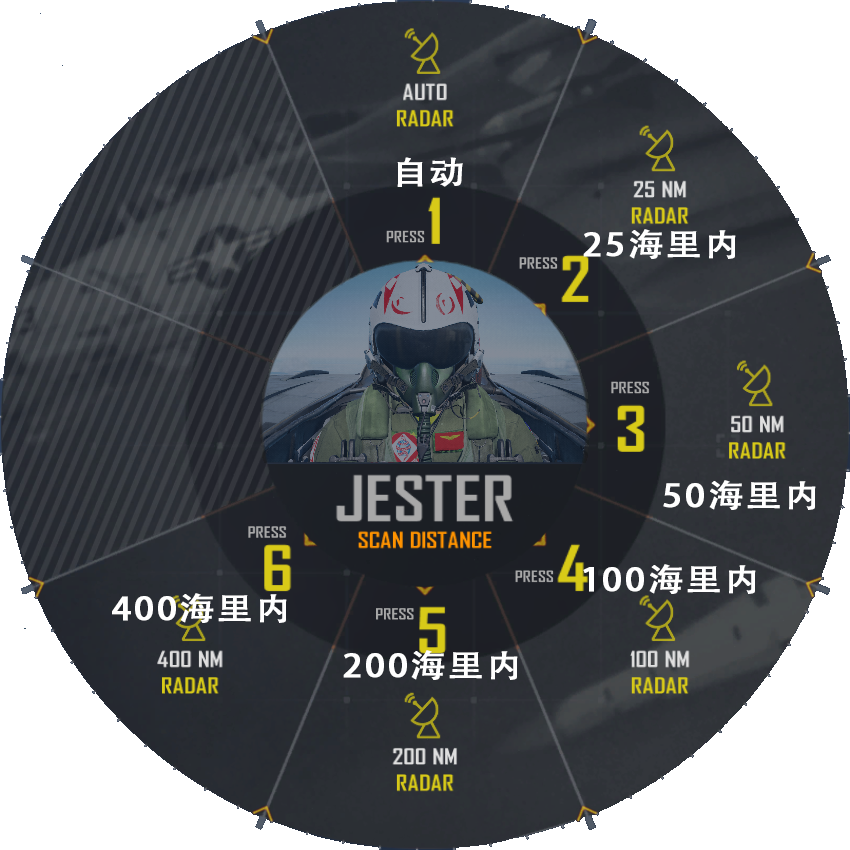 AUTO
RADAR
自动
PRESS 1
25 NM
RADAR
25海里内
PRESS 2
PRESS
3
50 NM
RADAR
50海里内
JESTER
SCAN DISTANCE
PRESS 4
100海里内
100 NM
RADAR
PRESS 5
200海里内
200 NM
RADAR
PRESS
6
400海里内
400 NM
RADAR